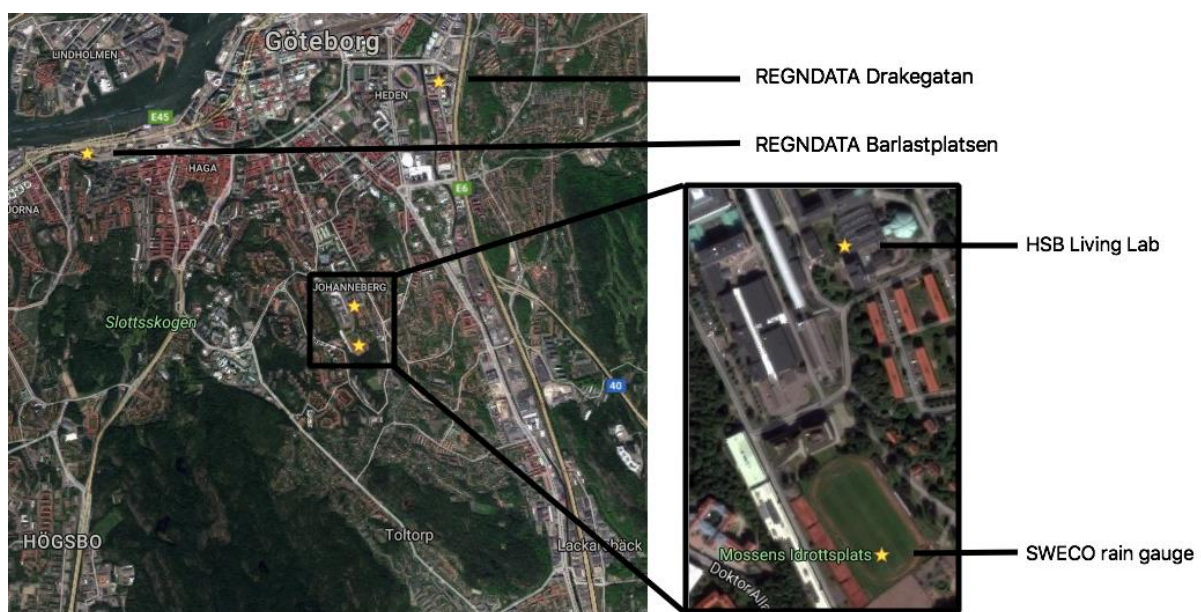 Göteborg
LINDHOLMEN
REGNDATA Drakegatan
HEDEN
E45
REGNDATA Barlastplatsen
HAGA
E6
JORNA
HSB Living Lab
JOHANNEBERG
Slottsskogen
40
HÖGSBO
Toltorp
Lackarebäck
Mossens Idrottsplats
SWECO rain gauge